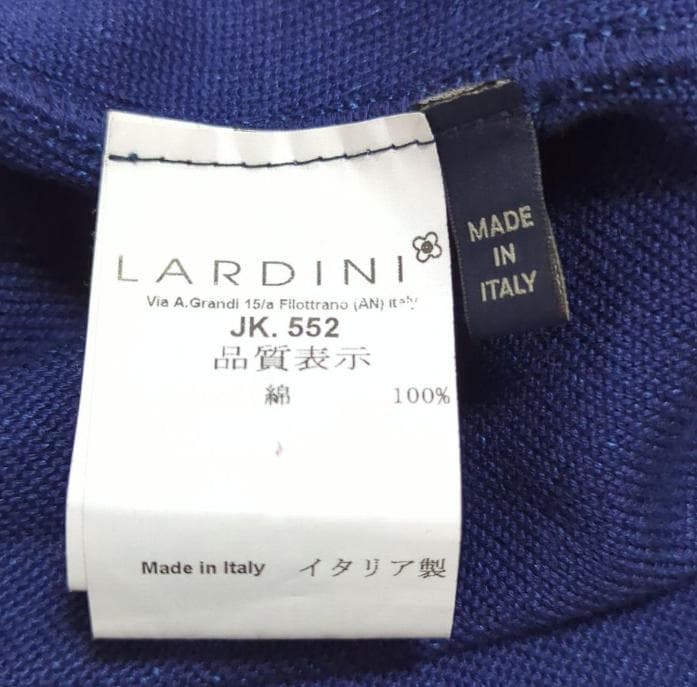 LARDINI
Via A.Grandi 15/a Filottrano (AN) Italy
JK. 552
品質表示
綿 100%
Made in Italy イタリア製
MADE
IN
ITALY